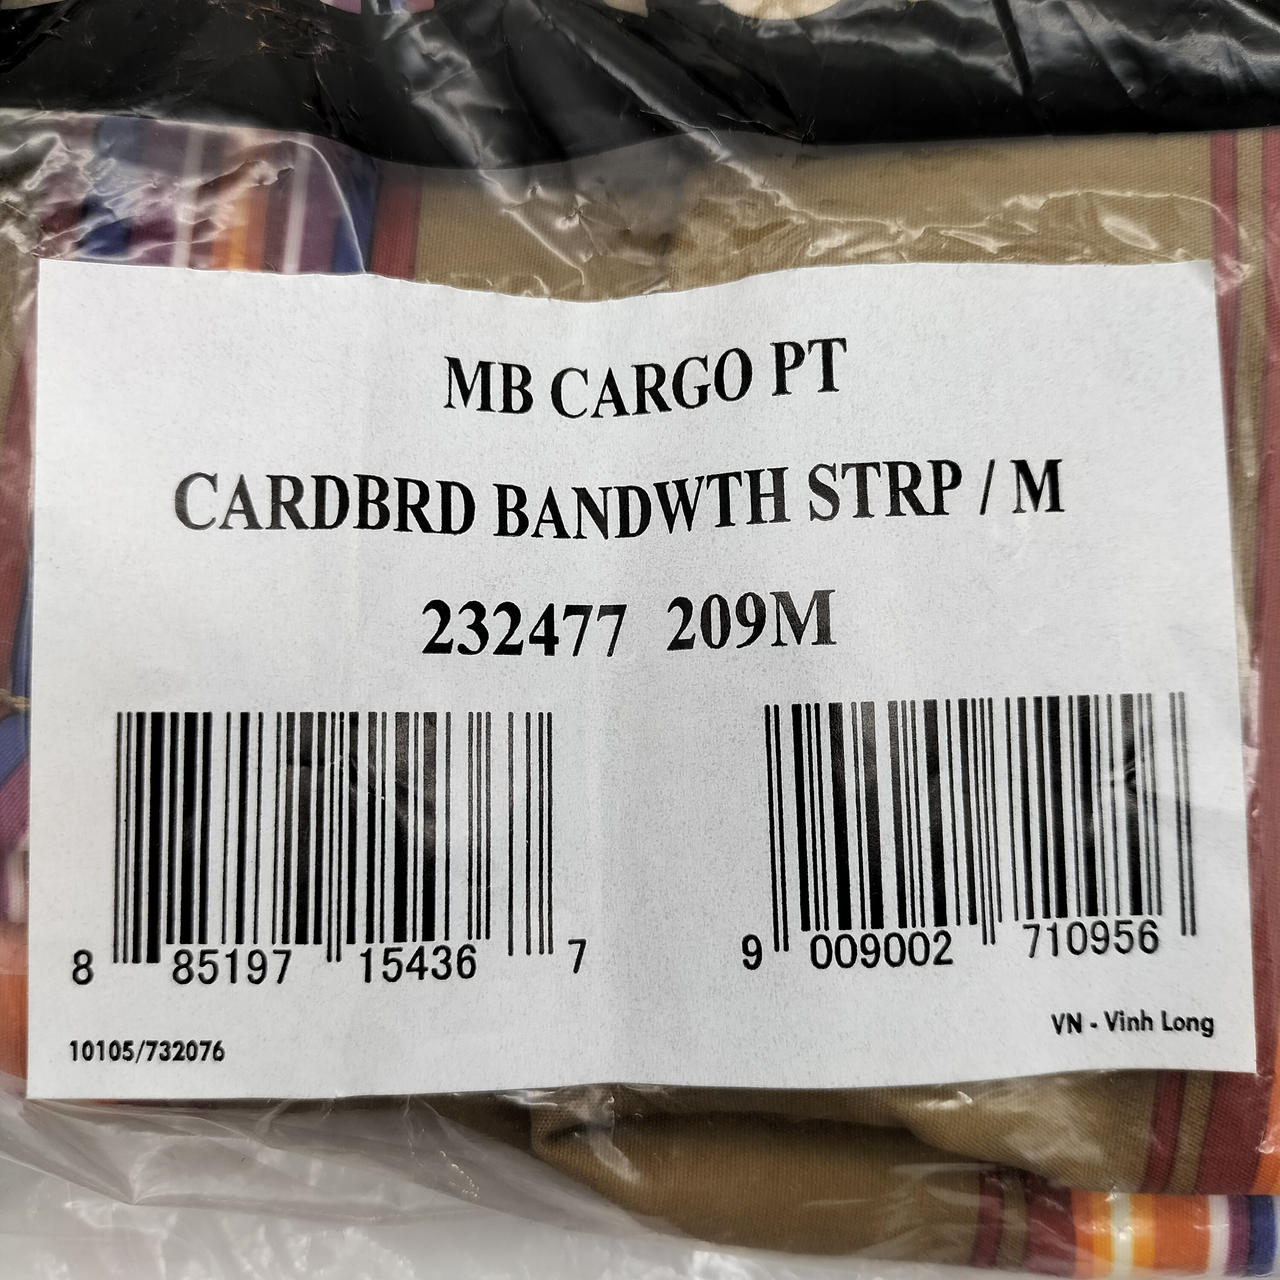 MB CARGO PT
CARDBRD BANDWTH STRP / M
232477 209M
8 85197 15436 7
9 009002 710956
10105/732076
VN - Vinh Long